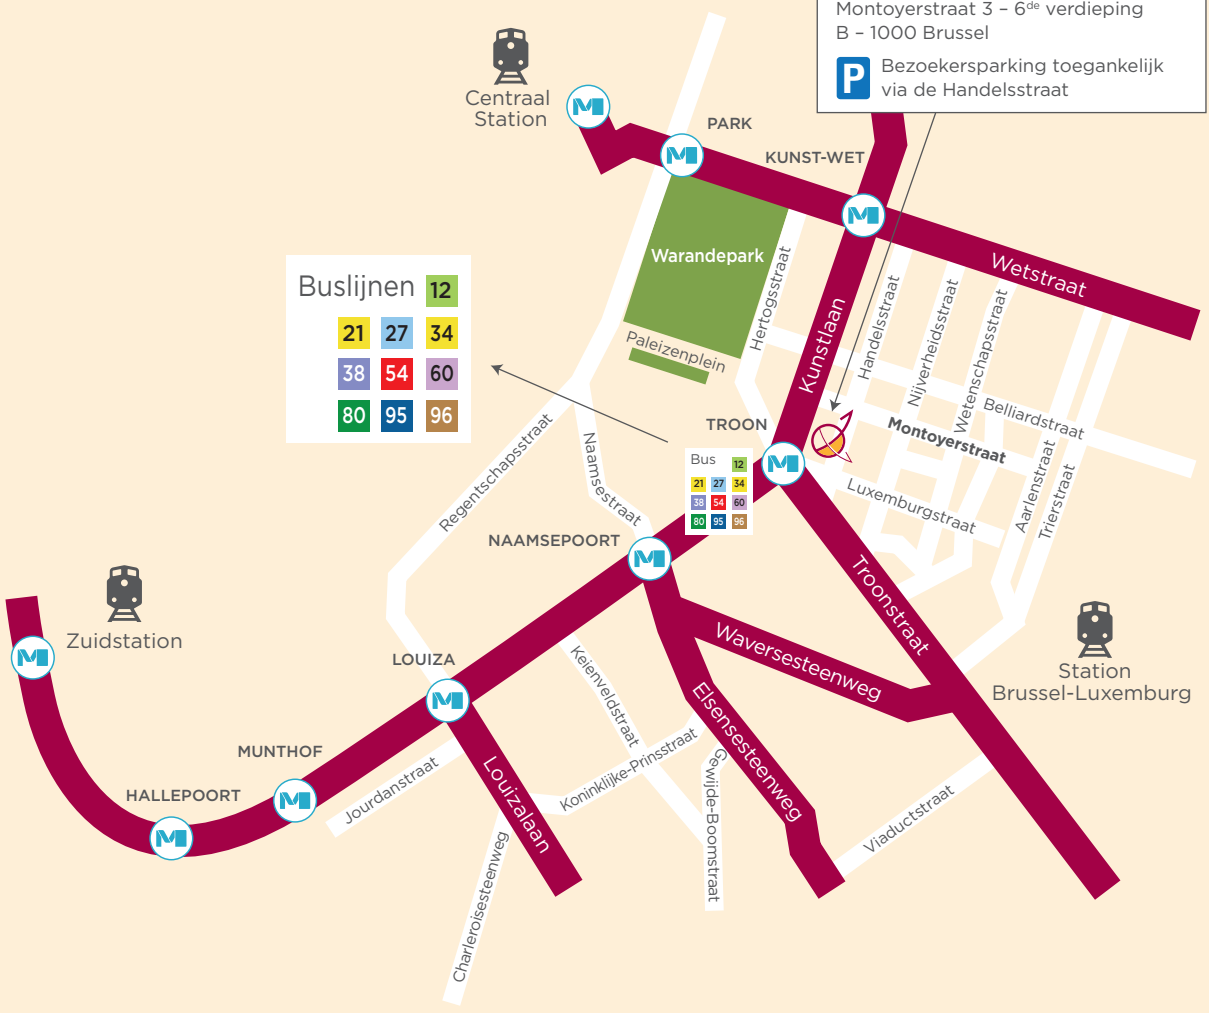 Montoyerstraat 3 – 6de verdieping
B – 1000 Brussel
P
Bezoekersparking toegankelijk
via de Handelsstraat
Centraal
Station
M
PARK
M
KUNST-WET
M
Wetstraat
Warandepark
Hertogsstraat
Paleizenplein
Kunstlaan
Handelsstraat
Nijverheidsstraat
Wetenschapsstraat
Belliardstraat
Montoyerstraat
Aarlenstraat
Trierstraat
Luxemburgstraat
Buslijnen 12
21 27 34
38 54 60
80 95 96
TROON
M
Bus 12
21 27 34
38 54 60
80 95 96
Regentschapsstraat
Naamsestraat
NAAMSEPOORT
M
Troonstraat
Zuidstation
M
Station
Brussel-Luxemburg
Waversesteenweg
Elsensesteenweg
LOUIZA
M
Keienveldstraat
Koninklijke-Prinsstraat
Gewijde-Boomstraat
MUNTHOF
M
HALLEPOORT
M
Jourdanstraat
Louizalaan
Viaductstraat
Charleroisesteenweg